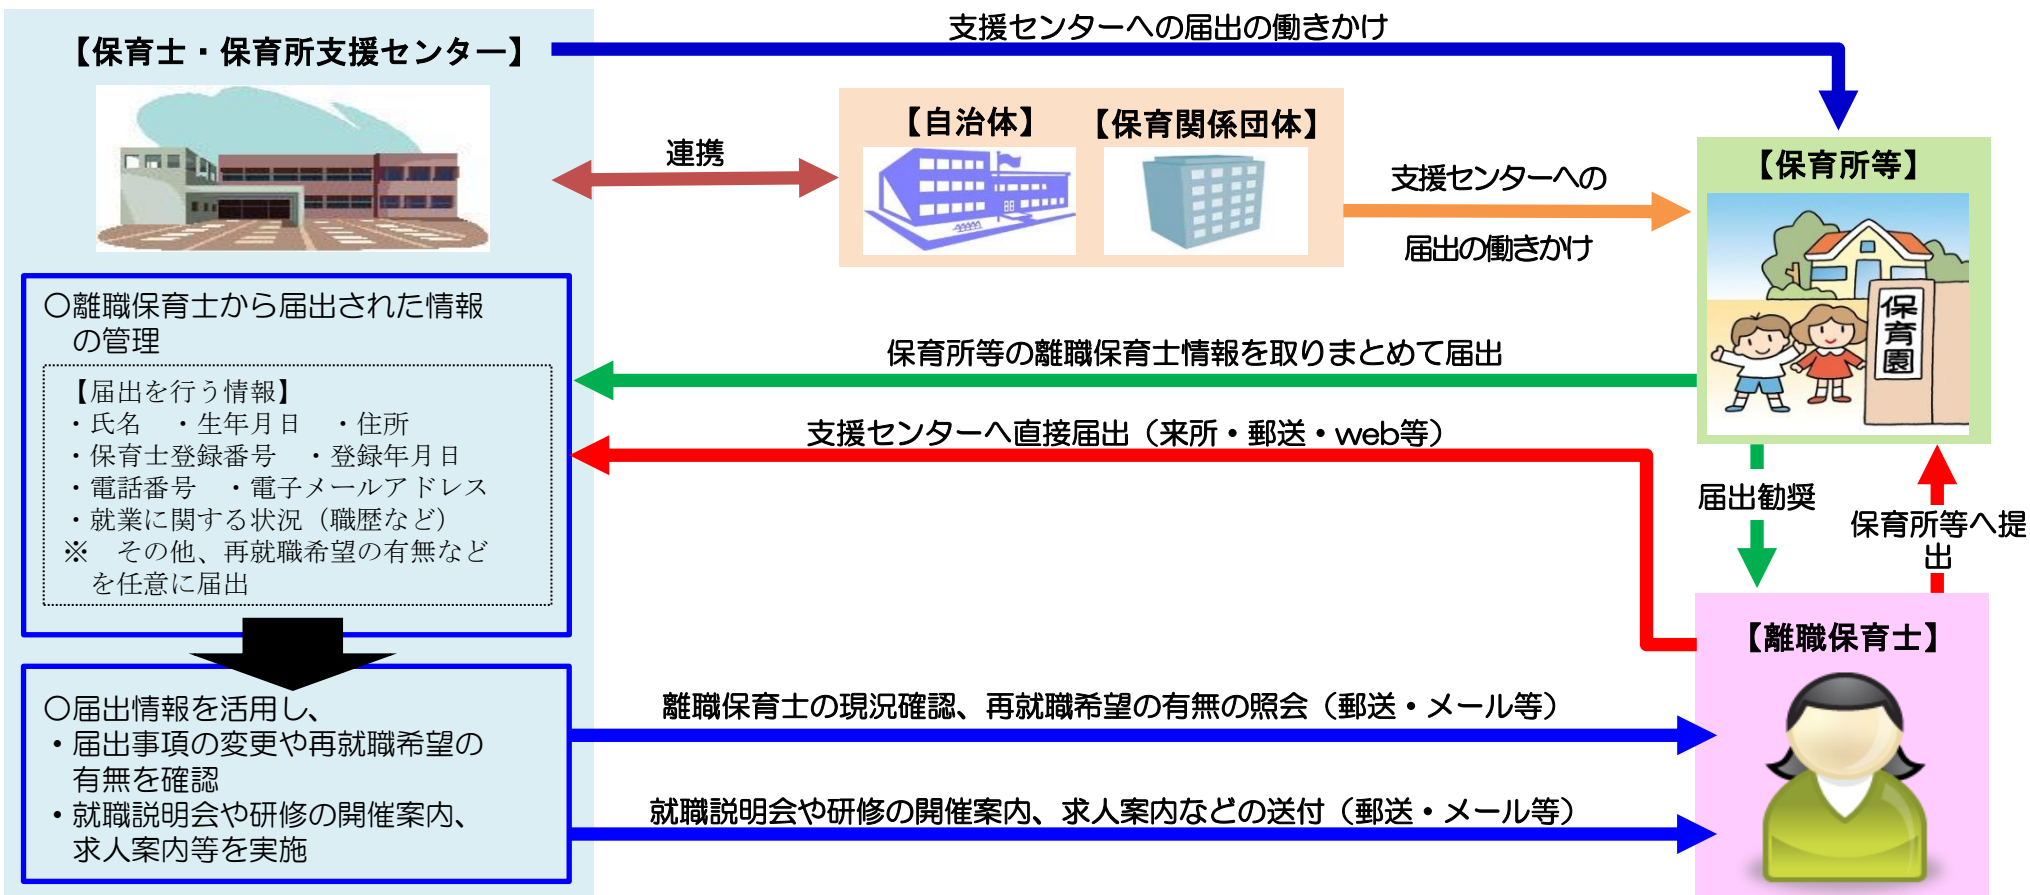 支援センターへの届出の働きかけ
【保育士・保育所支援センター】
【自治体】
【保育関係団体】
連携
支援センターへの
届出の働きかけ
【保育所等】
保育園
〇離職保育士から届出された情報
の管理
【届出を行う情報】
・氏名　・生年月日　・住所
・保育士登録番号　・登録年月日
・電話番号　・電子メールアドレス
・就業に関する状況（職歴など）
※　その他、再就職希望の有無など
を任意に届出
保育所等の離職保育士情報を取りまとめて届出
支援センターへ直接届出（来所・郵送・web等）
届出勧奨
保育所等へ提
出
【離職保育士】
〇届出情報を活用し、
・届出事項の変更や再就職希望の
有無を確認
・就職説明会や研修の開催案内、
求人案内等を実施
離職保育士の現況確認、再就職希望の有無の照会（郵送・メール等）
就職説明会や研修の開催案内、求人案内などの送付（郵送・メール等）